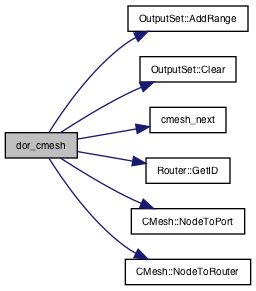 OutputSet::AddRange
OutputSet::Clear
cmesh_next
dor_cmesh
Router::GetID
CMesh::NodeToPort
CMesh::NodeToRouter